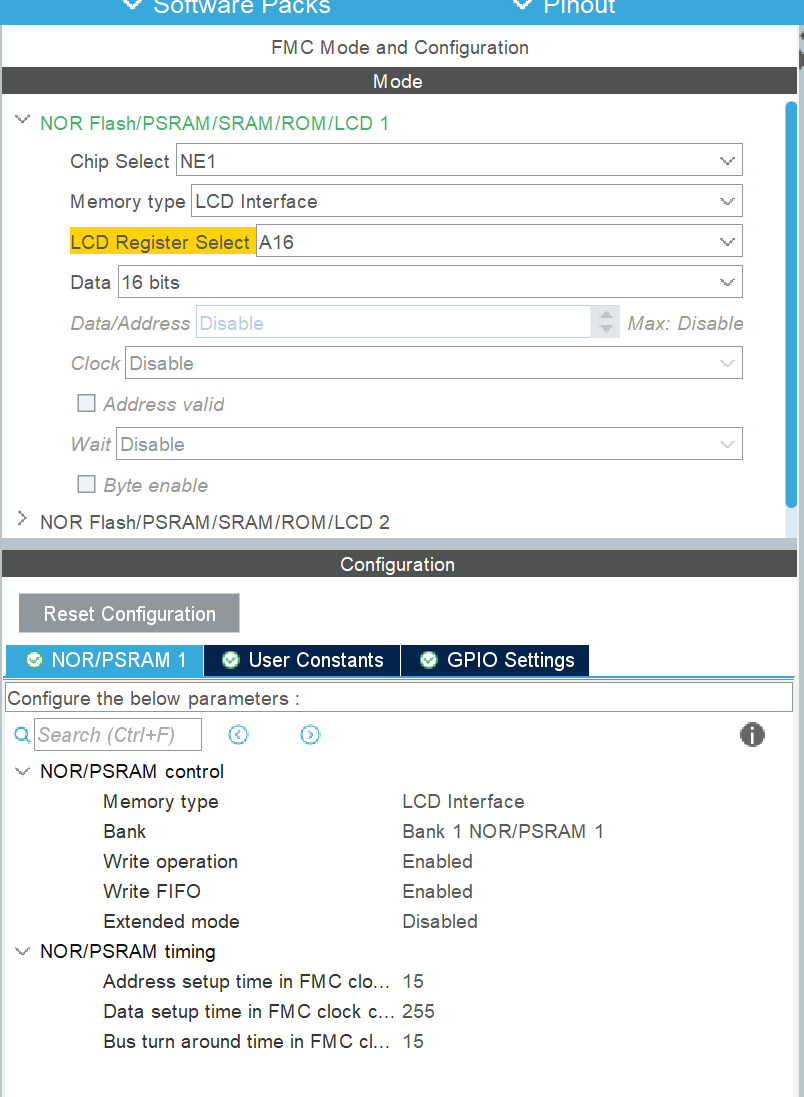 Software Packs Pinout
FMC Mode and Configuration
Mode
NOR Flash/PSRAM/SRAM/ROM/LCD 1
Chip Select NE1
Memory type LCD Interface
LCD Register Select A16
Data 16 bits
Data/Address Disable Max: Disable
Clock Disable
Address valid
Wait Disable
Byte enable
NOR Flash/PSRAM/SRAM/ROM/LCD 2
Configuration
Reset Configuration
NOR/PSRAM 1 User Constants GPIO Settings
Configure the below parameters :
Search (Ctrl+F)
NOR/PSRAM control
Memory type LCD Interface
Bank Bank 1 NOR/PSRAM 1
Write operation Enabled
Write FIFO Enabled
Extended mode Disabled
NOR/PSRAM timing
Address setup time in FMC clo... 15
Data setup time in FMC clock c... 255
Bus turn around time in FMC cl... 15